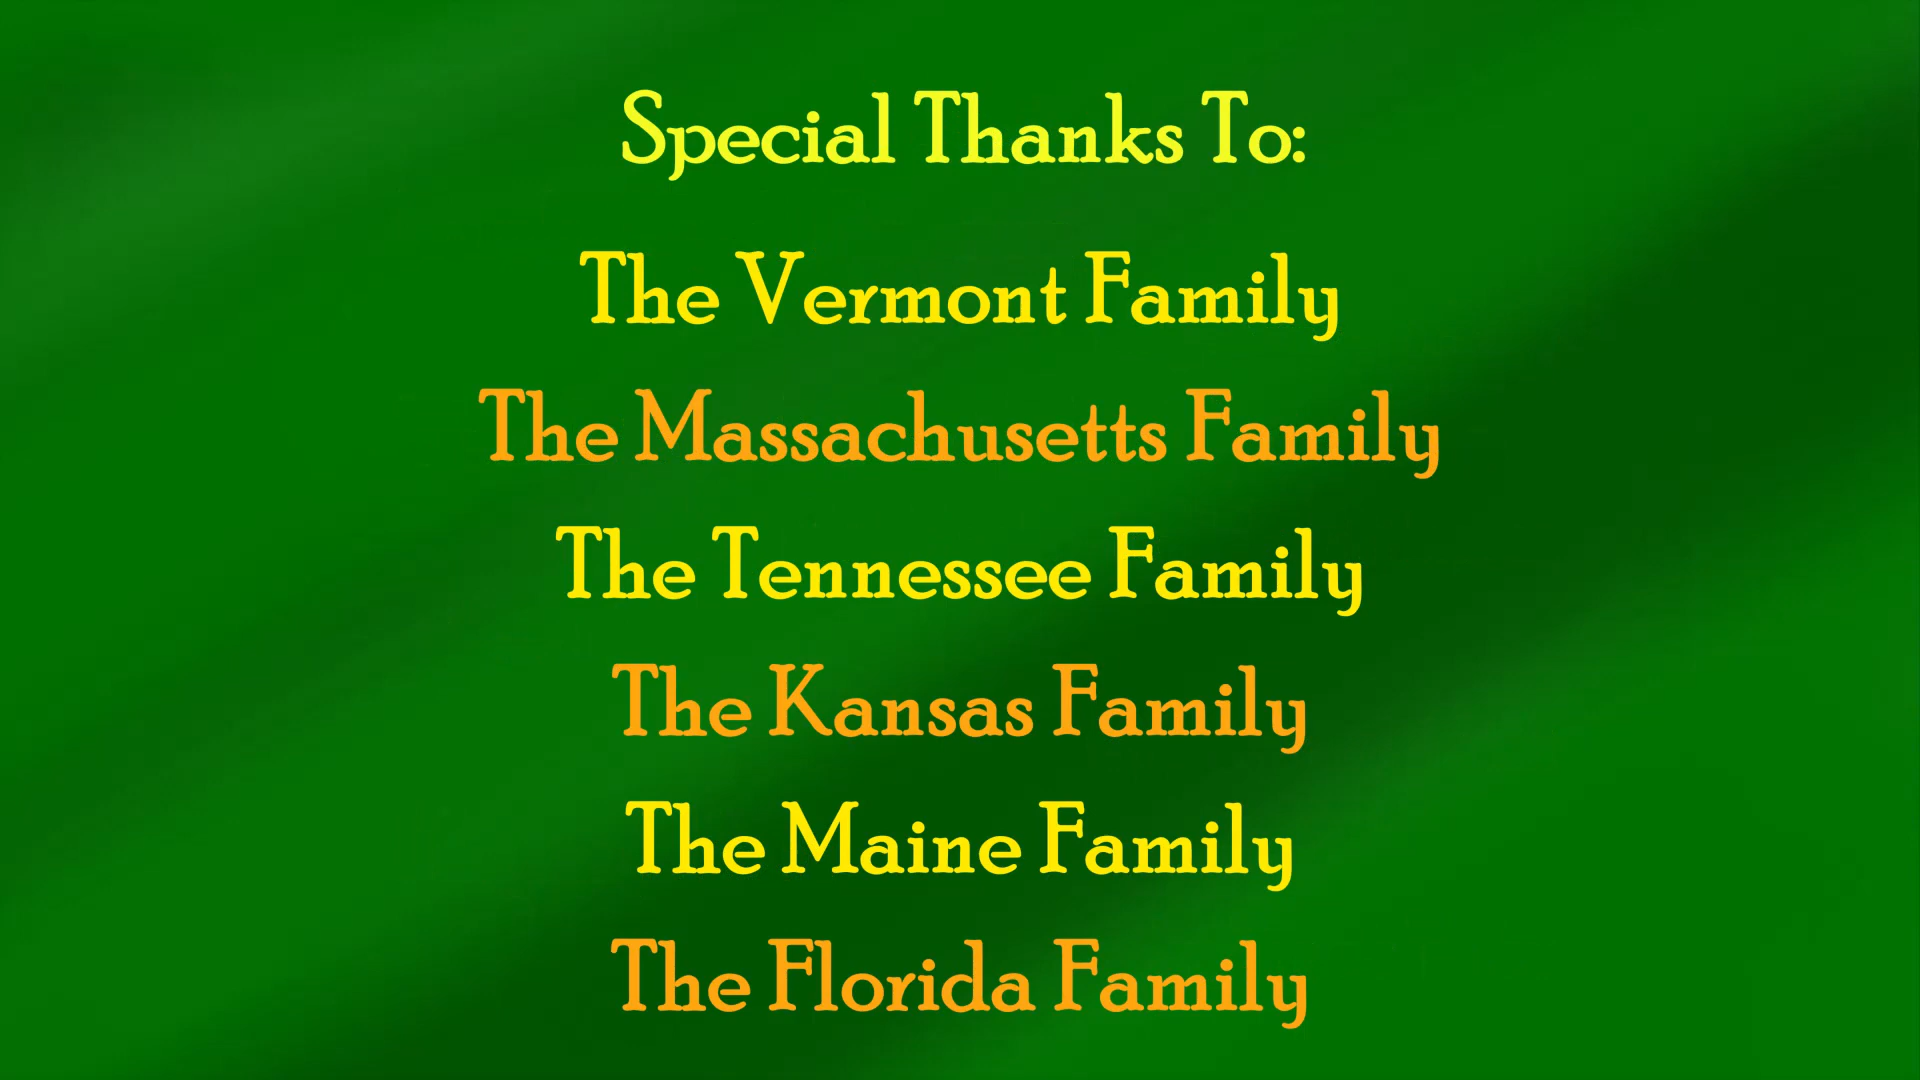 Special Thanks To:
The Vermont Family
The Massachusetts Family
The Tennessee Family
The Kansas Family
The Maine Family
The Florida Family